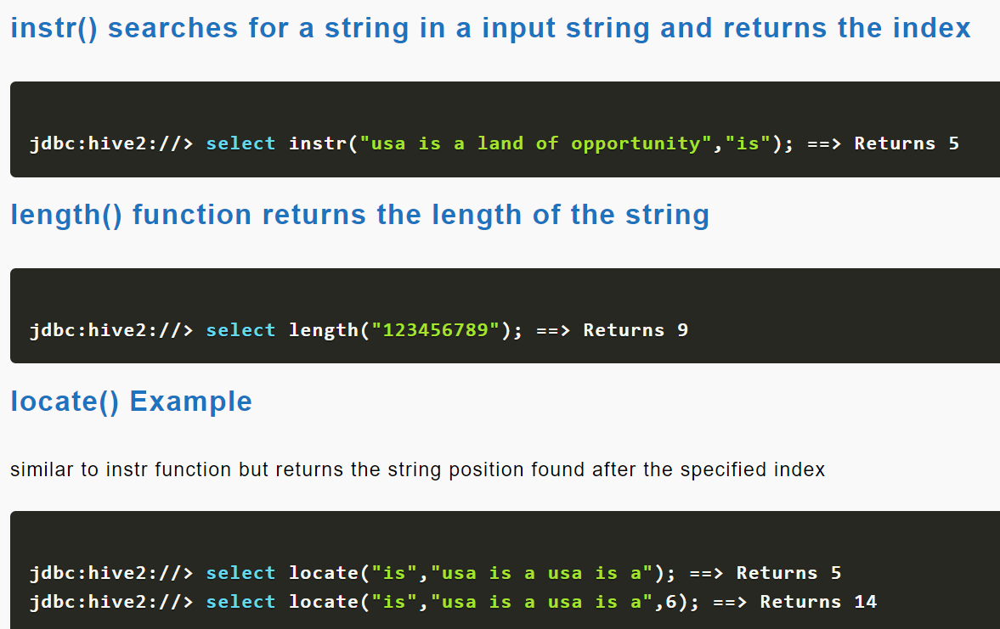 instr() searches for a string in a input string and returns the index
jdbc:hive2://> select instr("usa is a land of opportunity","is"); ==> Returns 5
length() function returns the length of the string
jdbc:hive2://> select length("123456789"); ==> Returns 9
locate() Example
similar to instr function but returns the string position found after the specified index
jdbc:hive2://> select locate("is","usa is a usa is a"); ==> Returns 5
jdbc:hive2://> select locate("is","usa is a usa is a",6); ==> Returns 14